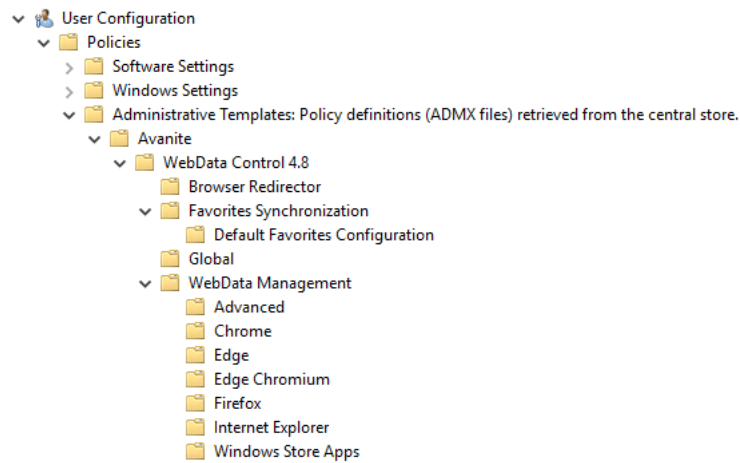 User Configuration
Policies
Software Settings
Windows Settings
Administrative Templates: Policy definitions (ADMX files) retrieved from the central store.
Avanite
WebData Control 4.8
Browser Redirector
Favorites Synchronization
Default Favorites Configuration
Global
WebData Management
Advanced
Chrome
Edge
Edge Chromium
Firefox
Internet Explorer
Windows Store Apps